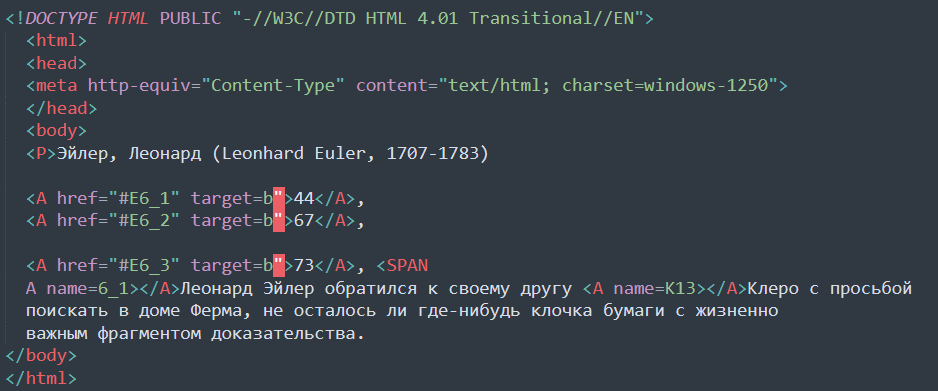 <!DOCTYPE HTML PUBLIC "-//W3C//DTD HTML 4.01 Transitional//EN">
<html>
<head>
<meta http-equiv="Content-Type" content="text/html; charset=windows-1250">
</head>
<body>
<P>Эйлер, Леонард (Leonhard Euler, 1707-1783)
<A href="#E6_1" target=b">44</A>,
<A href="#E6_2" target=b">67</A>,
<A href="#E6_3" target=b">73</A>, <SPAN
A name=6_1></A>Леонард Эйлер обратился к своему другу <A name=K13></A>Клеро с просьбой
поискать в доме Ферма, не осталось ли где-нибудь клочка бумаги с жизненно
важным фрагментом доказательства.
</body>
</html>